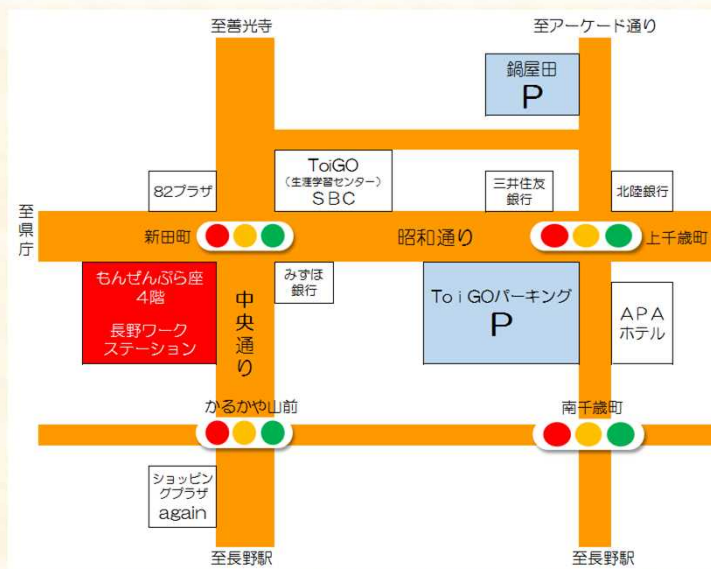 至善光寺
至アーケード通り
鍋屋田
P
ToiGO
（生涯学習センター）
SBC
82プラザ
三井住友
銀行
北陸銀行
至県庁
新田町
昭和通り
上千歳町
もんぜんぷら座
4階
長野ワーク
ステーション
中央通り
みずほ
銀行
ToiGOパーキング
P
APA
ホテル
かるかや山前
南千歳町
ショッピン
グプラザ
again
至長野駅
至長野駅